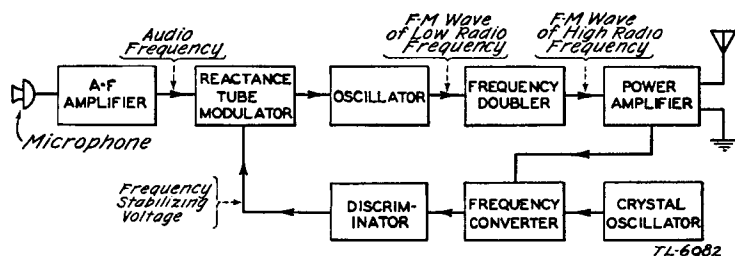 Audio
Frequency
F-M Wave
of Low Radio
Frequency
F-M Wave
of High Radio
Frequency
A-F
AMPLIFIER
REACTANCE
TUBE
MODULATOR
OSCILLATOR
FREQUENCY
DOUBLER
POWER
AMPLIFIER
Microphone
Frequency
Stabilizing
Voltage
DISCRIM-
INATOR
FREQUENCY
CONVERTER
CRYSTAL
OSCILLATOR
TL-6082